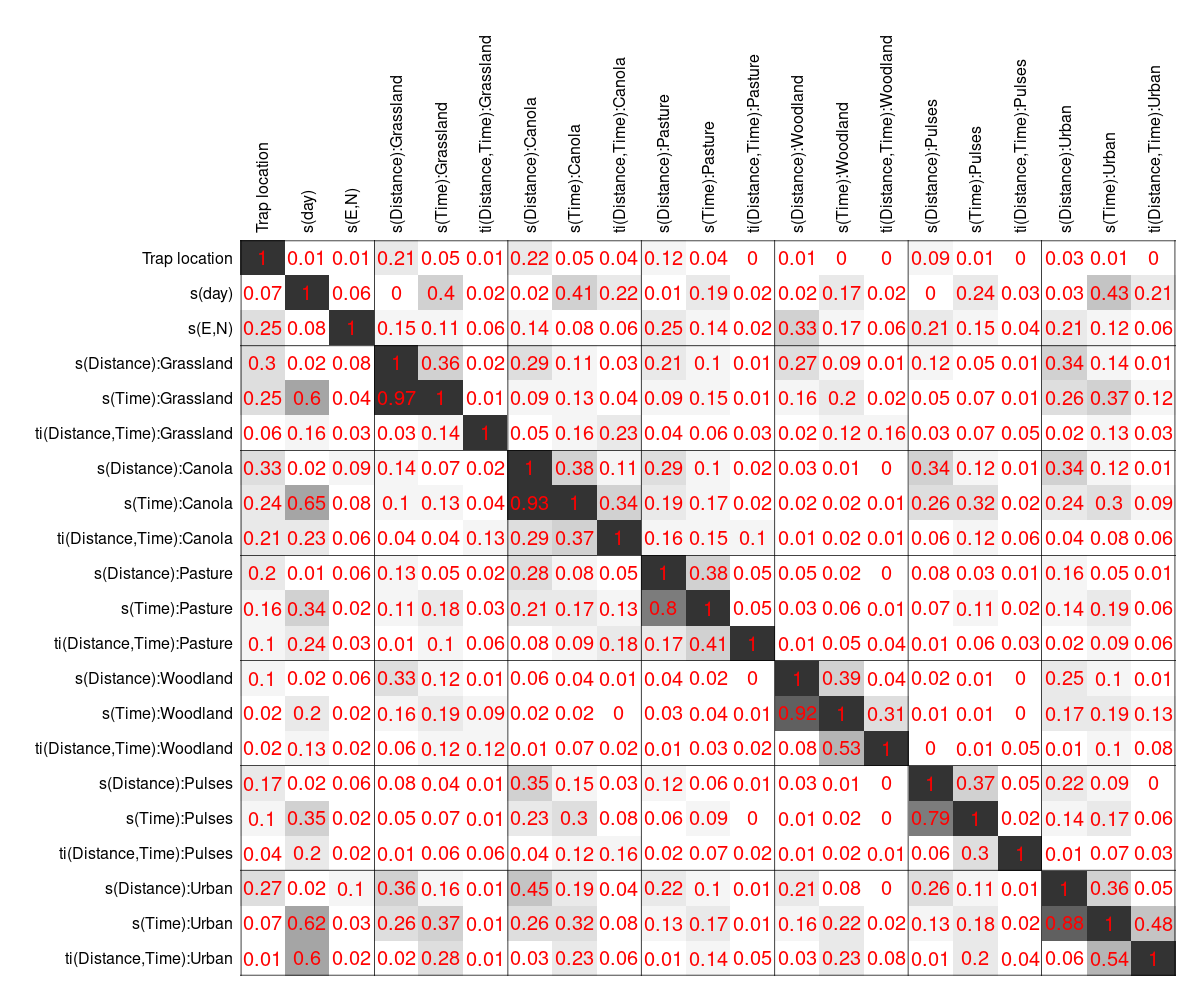 Trap location s(day) s(E,N) s(Distance):Grassland s(Time):Grassland ti(Distance,Time):Grassland s(Distance):Canola s(Time):Canola ti(Distance,Time):Canola s(Distance):Pasture s(Time):Pasture ti(Distance,Time):Pasture s(Distance):Woodland s(Time):Woodland ti(Distance,Time):Woodland s(Distance):Pulses s(Time):Pulses ti(Distance,Time):Pulses s(Distance):Urban s(Time):Urban ti(Distance,Time):Urban
Trap location 1 0.01 0.01 0.21 0.05 0.01 0.22 0.05 0.04 0.12 0.04 0 0.01 0 0 0.09 0.01 0 0.03 0.01 0
s(day) 0.07 1 0.06 0 0.4 0.02 0.02 0.41 0.22 0.01 0.19 0.02 0.02 0.17 0.02 0 0.24 0.03 0.03 0.43 0.21
s(E,N) 0.25 0.08 1 0.15 0.11 0.06 0.14 0.08 0.06 0.25 0.14 0.02 0.33 0.17 0.06 0.21 0.15 0.04 0.21 0.12 0.06
s(Distance):Grassland 0.3 0.02 0.08 1 0.36 0.02 0.29 0.11 0.03 0.21 0.1 0.01 0.27 0.09 0.01 0.12 0.05 0.01 0.34 0.14 0.01
s(Time):Grassland 0.25 0.6 0.04 0.97 1 0.01 0.09 0.13 0.04 0.09 0.15 0.01 0.16 0.2 0.02 0.05 0.07 0.01 0.26 0.37 0.12
ti(Distance,Time):Grassland 0.06 0.16 0.03 0.03 0.14 1 0.05 0.16 0.23 0.04 0.06 0.03 0.02 0.12 0.16 0.03 0.07 0.05 0.02 0.13 0.03
s(Distance):Canola 0.33 0.02 0.09 0.14 0.07 0.02 1 0.38 0.11 0.29 0.1 0.02 0.03 0.01 0 0.34 0.12 0.01 0.34 0.12 0.01
s(Time):Canola 0.24 0.65 0.08 0.1 0.13 0.04 0.93 1 0.34 0.19 0.17 0.02 0.02 0.02 0.01 0.26 0.32 0.02 0.24 0.3 0.09
ti(Distance,Time):Canola 0.21 0.23 0.06 0.04 0.04 0.13 0.29 0.37 1 0.16 0.15 0.1 0.01 0.02 0.01 0.06 0.12 0.06 0.04 0.08 0.06
s(Distance):Pasture 0.2 0.01 0.06 0.13 0.05 0.02 0.28 0.08 0.05 1 0.38 0.05 0.05 0.02 0 0.08 0.03 0.01 0.16 0.05 0.01
s(Time):Pasture 0.16 0.34 0.02 0.11 0.18 0.03 0.21 0.17 0.13 0.8 1 0.05 0.03 0.06 0.01 0.07 0.11 0.02 0.14 0.19 0.06
ti(Distance,Time):Pasture 0.1 0.24 0.03 0.01 0.1 0.06 0.08 0.09 0.18 0.17 0.41 1 0.01 0.05 0.04 0.01 0.06 0.03 0.02 0.09 0.06
s(Distance):Woodland 0.1 0.02 0.06 0.33 0.12 0.01 0.06 0.04 0.01 0.04 0.02 0 1 0.39 0.04 0.02 0.01 0 0.25 0.1 0.01
s(Time):Woodland 0.02 0.2 0.02 0.16 0.19 0.09 0.02 0.02 0 0.03 0.04 0.01 0.92 1 0.31 0.01 0.01 0 0.17 0.19 0.13
ti(Distance,Time):Woodland 0.02 0.13 0.02 0.06 0.12 0.12 0.01 0.07 0.02 0.01 0.03 0.02 0.08 0.53 1 0 0.01 0.05 0.01 0.1 0.08
s(Distance):Pulses 0.17 0.02 0.06 0.08 0.04 0.01 0.35 0.15 0.03 0.12 0.06 0.01 0.03 0.01 0 1 0.37 0.05 0.22 0.09 0
s(Time):Pulses 0.1 0.35 0.02 0.05 0.07 0.01 0.23 0.3 0.08 0.06 0.09 0 0.01 0.02 0 0.79 1 0.02 0.14 0.17 0.06
ti(Distance,Time):Pulses 0.04 0.2 0.02 0.01 0.06 0.06 0.04 0.12 0.16 0.02 0.07 0.02 0.01 0.02 0.01 0.06 0.3 1 0.01 0.07 0.03
s(Distance):Urban 0.27 0.02 0.1 0.36 0.16 0.01 0.45 0.19 0.04 0.22 0.1 0.01 0.21 0.08 0 0.26 0.11 0.01 1 0.36 0.05
s(Time):Urban 0.07 0.62 0.03 0.26 0.37 0.01 0.26 0.32 0.08 0.13 0.17 0.01 0.16 0.22 0.02 0.13 0.18 0.02 0.88 1 0.48
ti(Distance,Time):Urban 0.01 0.6 0.02 0.02 0.28 0.01 0.03 0.23 0.06 0.01 0.14 0.05 0.03 0.23 0.08 0.01 0.2 0.04 0.06 0.54 1